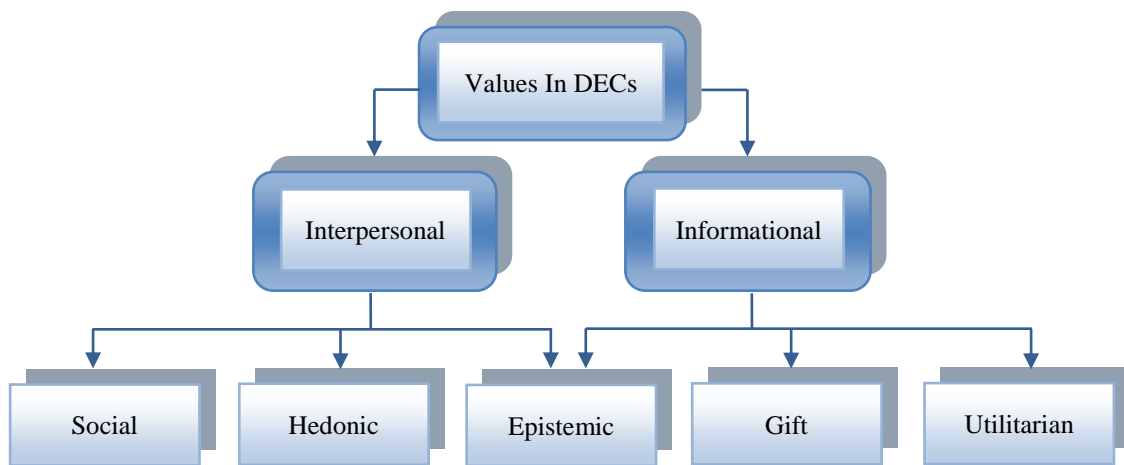 Values In DECs
Interpersonal
Informational
Social
Hedonic
Epistemic
Gift
Utilitarian